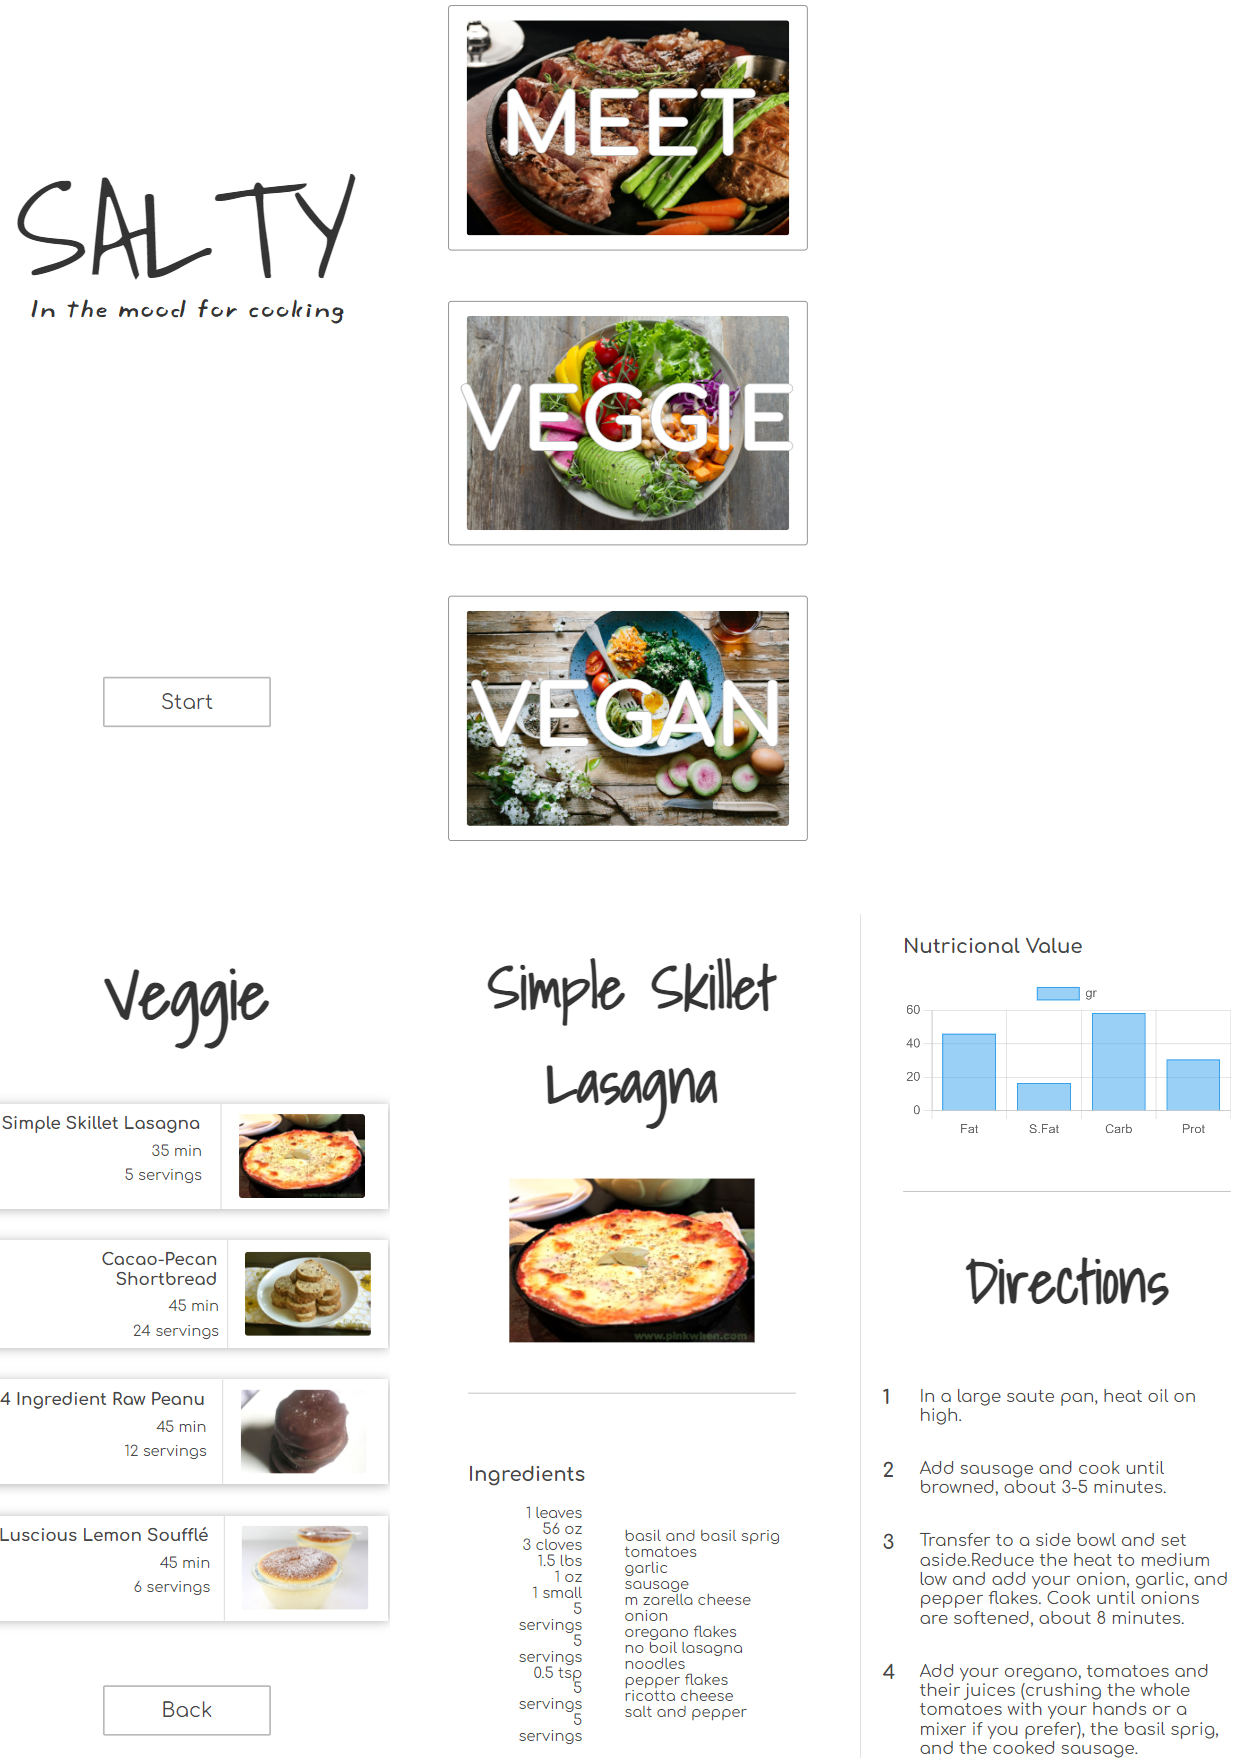 SALTY
In the mood for cooking
Start
MEET
VEGGIE
VEGAN
Veggie
Simple Skillet Lasagna
35 min
5 servings
www.pinkwhen.com
Cacao-Pecan
Shortbread
45 min
24 servings
4 Ingredient Raw Peanu
45 min
12 servings
Luscious Lemon Soufflé
45 min
6 servings
Back
Simple Skillet
Lasagna
www.pinkwhen.com
Ingredients
1 leaves
56 oz
3 cloves
1.5 lbs
1 oz
1 small
5
servings
5
servings
0.5 tsp
5
servings
5
servings
basil and basil sprig
tomatoes
garlic
sausage
m zarella cheese
onion
oregano flakes
no boil lasagna
noodles
pepper flakes
ricotta cheese
salt and pepper
Nutricional Value
gr
60
40
20
0
Fat S.Fat Carb Prot
Directions
1 In a large saute pan, heat oil on
high.
2 Add sausage and cook until
browned, about 3-5 minutes.
3 Transfer to a side bowl and set
aside.Reduce the heat to medium
low and add your onion, garlic, and
pepper flakes. Cook until onions
are softened, about 8 minutes.
4 Add your oregano, tomatoes and
their juices (crushing the whole
tomatoes with your hands or a
mixer if you prefer), the basil sprig,
and the cooked sausage.